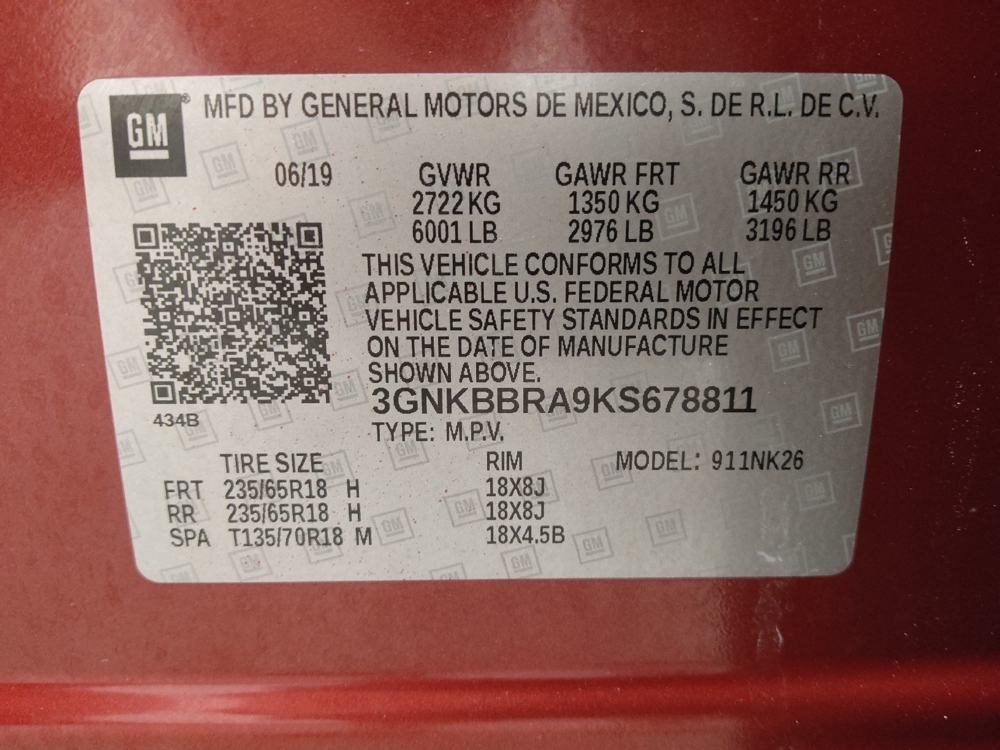 GM
MFD BY GENERAL MOTORS DE MEXICO, S. DE R.L. DE C.V.
06/19 GVWR GAWR FRT GAWR RR
2722 KG 1350 KG 1450 KG
6001 LB 2976 LB 3196 LB
THIS VEHICLE CONFORMS TO ALL
APPLICABLE U.S. FEDERAL MOTOR
VEHICLE SAFETY STANDARDS IN EFFECT
ON THE DATE OF MANUFACTURE
SHOWN ABOVE.
3GNKBBRA9KS678811
434B
TYPE: M.P.V.
TIRE SIZE RIM MODEL: 911NK26
FRT 235/65R18 H 18X8J
RR 235/65R18 H 18X8J
SPA T135/70R18 M 18X4.5B